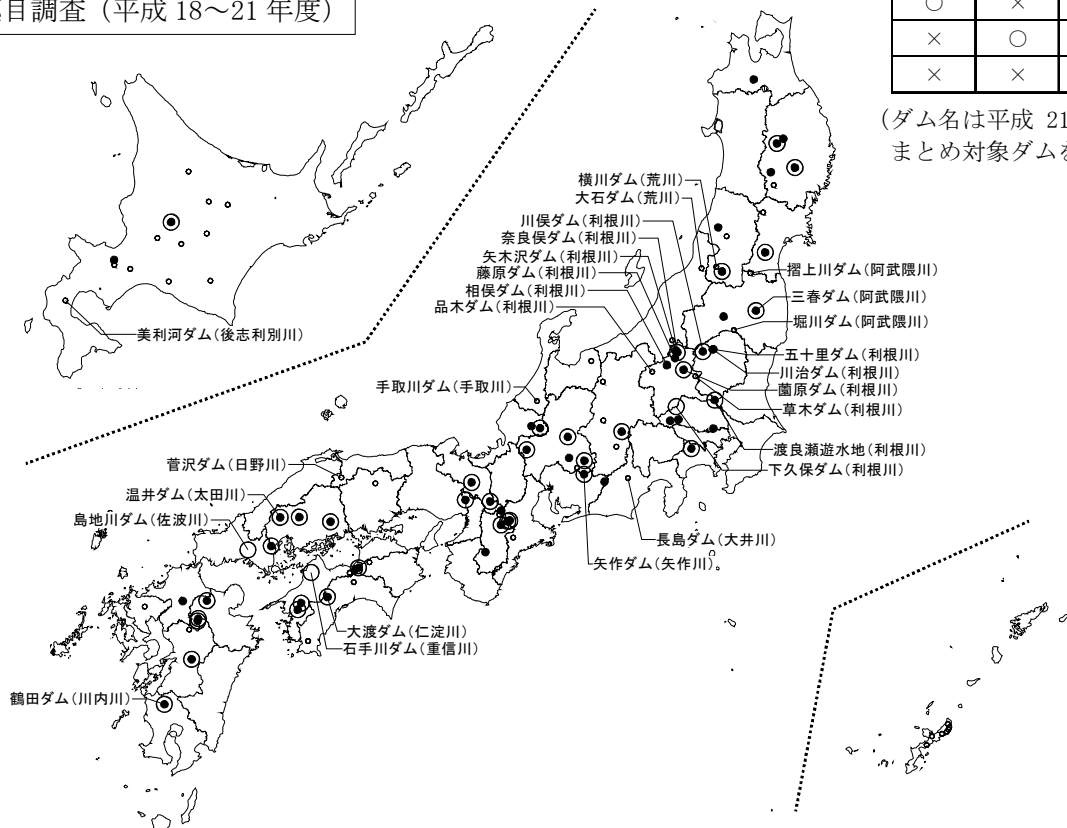 目調査（平成 18～21 年度）
○ ×
× ○
× ×
(ダム名は平成 21
まとめ対象ダムを
横川ダム(荒川)
大石ダム(荒川)
川俣ダム(利根川)
奈良俣ダム(利根川)
矢木沢ダム(利根川)
藤原ダム(利根川)
相俣ダム(利根川)
品木ダム(利根川)
摺上川ダム(阿武隈川)
三春ダム(阿武隈川)
堀川ダム(阿武隈川)
美利河ダム(後志利別川)
五十里ダム(利根川)
川治ダム(利根川)
薗原ダム(利根川)
草木ダム(利根川)
手取川ダム(手取川)
渡良瀬遊水地(利根川)
下久保ダム(利根川)
菅沢ダム(日野川)
温井ダム(太田川)
島地川ダム(佐波川)
長島ダム(大井川)
矢作ダム(矢作川)
大渡ダム(仁淀川)
石手川ダム(重信川)
鶴田ダム(川内川)